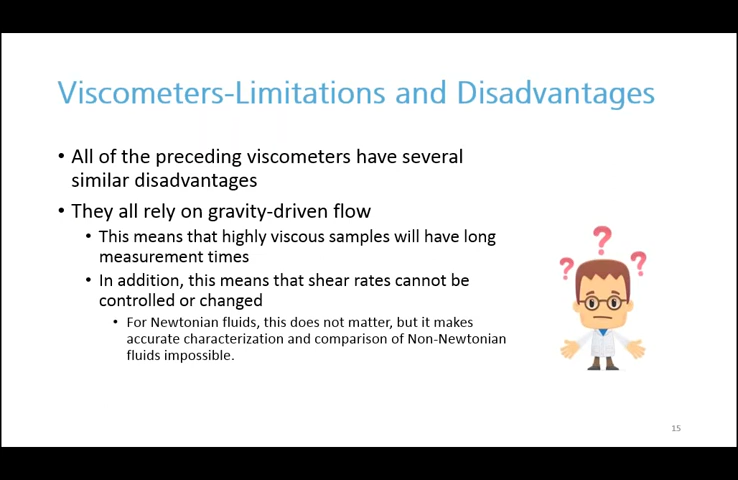 Viscometers-Limitations and Disadvantages
• All of the preceding viscometers have several
similar disadvantages
• They all rely on gravity-driven flow
• This means that highly viscous samples will have long
measurement times
• In addition, this means that shear rates cannot be
controlled or changed
• For Newtonian fluids, this does not matter, but it makes
accurate characterization and comparison of Non-Newtonian
fluids impossible.
? ? ?
15